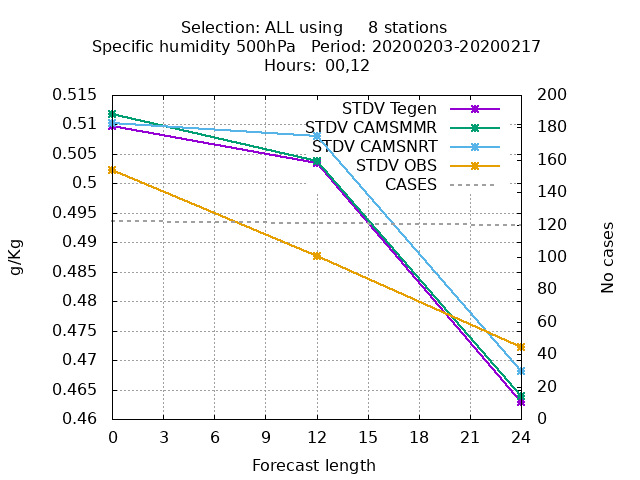 Selection: ALL using     8 stations
Specific humidity 500hPa   Period: 20200203-20200217
Hours: 00,12
STDV Tegen
STDV CAMSMMR
STDV CAMSNRT
STDV OBS
CASES
0.515
0.51
0.505
0.5
0.495
0.49
0.485
0.48
0.475
0.47
0.465
0.46
g/Kg
200
180
160
140
120
100
80
60
40
20
0
No cases
0 3 6 9 12 15 18 21 24
Forecast length